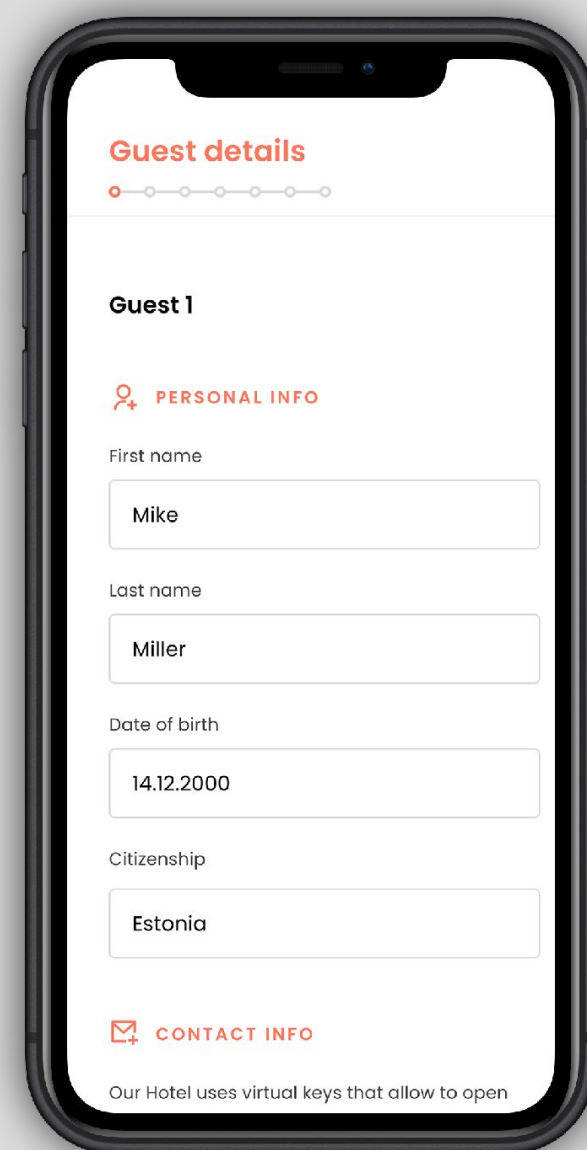 Guest details
Guest 1
PERSONAL INFO
First name
Mike
Last name
Miller
Date of birth
14.12.2000
Citizenship
Estonia
CONTACT INFO
Our Hotel uses virtual keys that allow to open